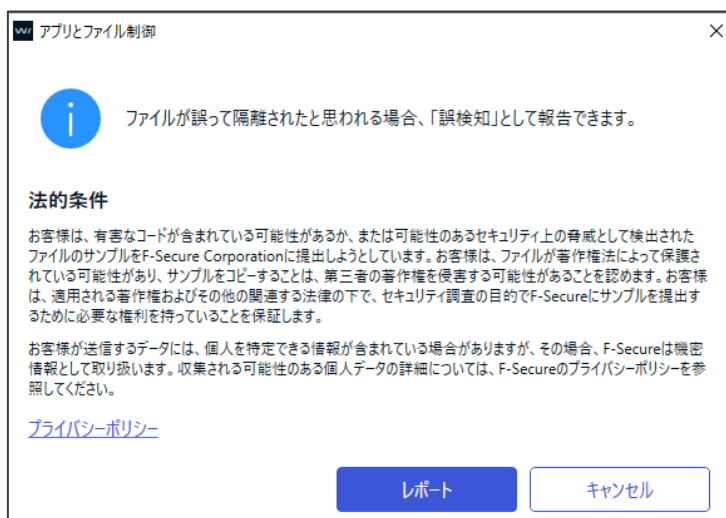 アプリとファイル制御
ファイルが誤って隔離されたと思われる場合、「誤検知」として報告できます。
法的条件
お客様は、有害なコードが含まれている可能性があるか、または可能性のあるセキュリティ上の脅威として検出された
ファイルのサンプルをF-Secure Corporationに提出しようとしています。お客様は、ファイルが著作権法によって保護さ
れている可能性があり、サンプルをコピーすることは、第三者の著作権を侵害する可能性があることを認めます。お客様
は、適用される著作権およびその他の関連する法律の下で、セキュリティ調査の目的でF-Secureにサンプルを提出す
るために必要な権利を持っていることを保証します。
お客様が送信するデータには、個人を特定できる情報が含まれている場合がありますが、その場合、F-Secureは機密
情報として取り扱います。収集される可能性のある個人データの詳細については、F-Secureのプライバシーポリシーを参
照してください。
プライバシーポリシー
レポート
キャンセル